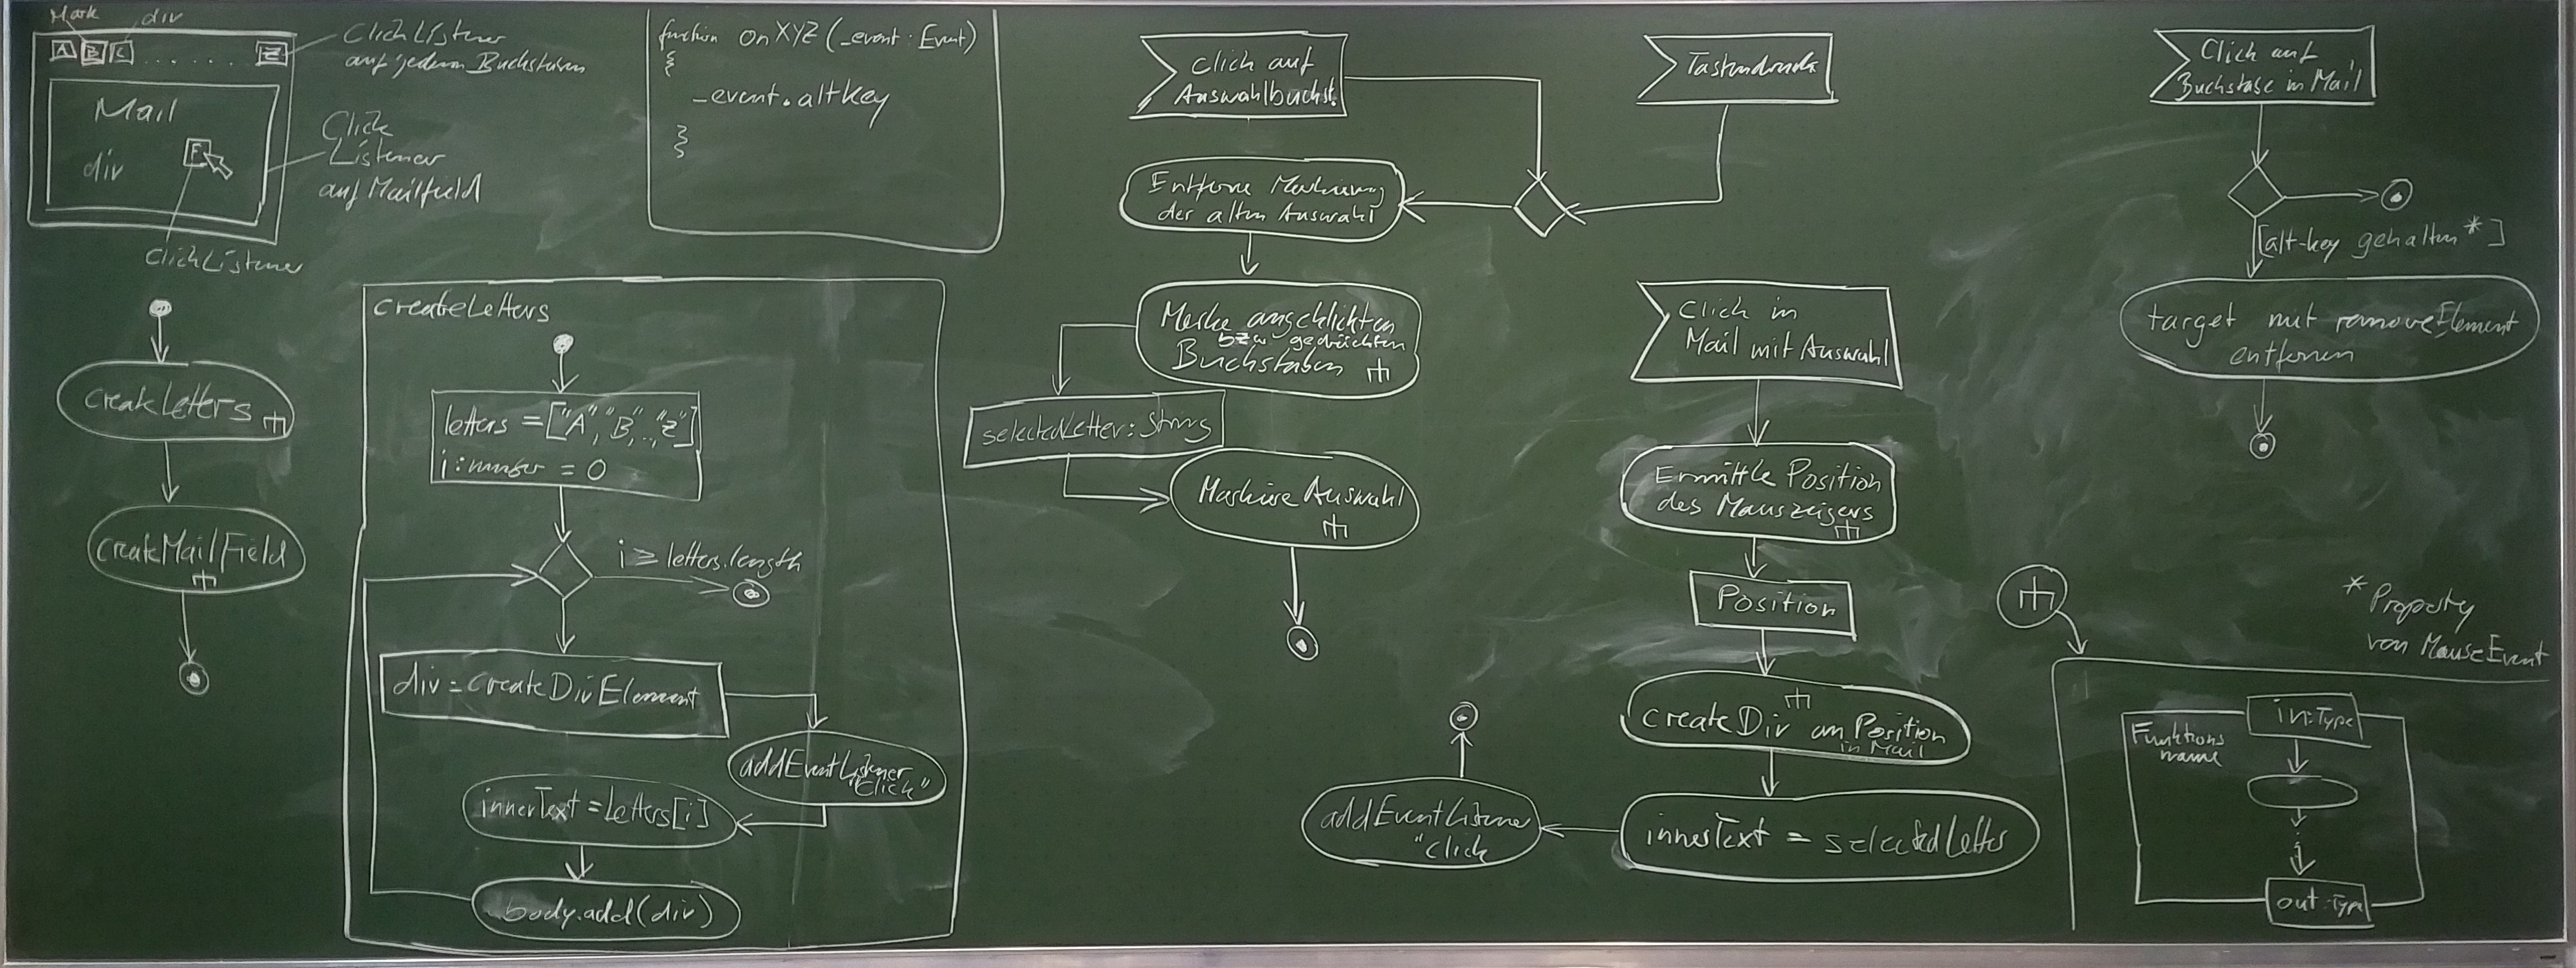 Mark
div
A B C . . . . . . Z
ClickListener
auf jedem Buchstaben
Mail
div
E
Click
Listener
auf Mailfield
ClickListener
function onXYZ (_event: Event)
{
_event.altkey
}
createLetters
createMailField
createLetters
letters = ["A", "B", .., "Z"]
i: number = 0
i ≥ letters.length
div = createDivElement
addEventListener
"Click"
innerText = letters[i]
body.add(div)
Click auf
Auswahlbuchst.
Tastendruck
Entferne Markierung
der alten Auswahl
Merke angeklickten
bzw gedrückten
Buchstaben
selectedLetter: String
Markiere Auswahl
Click in
Mail mit Auswahl
Ermittle Position
des Mauszeigers
Position
createDiv an Position
in Mail
innerText = selectedLetter
addEventListener
"Click
Click auf
Buchstabe in Mail
[alt-key gehalten *]
target mit removeElement
entfernen
* Property
von MouseEvent
Funktions
name
in:Type
out:Type